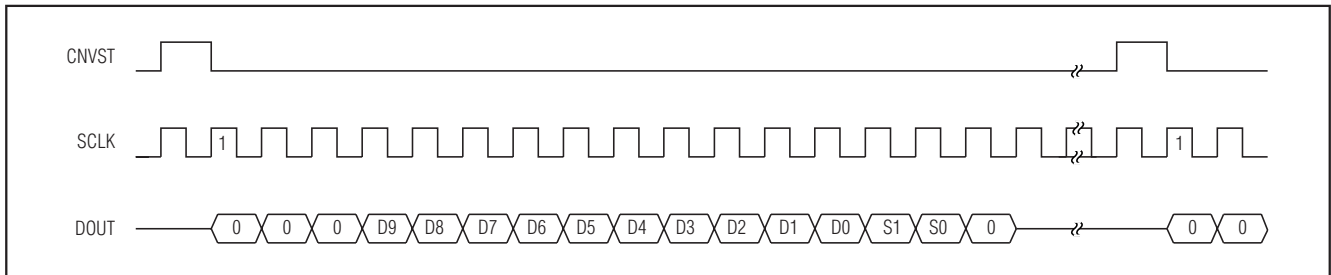 CNVST
SCLK 1 1
DOUT 0 0 0 D9 D8 D7 D6 D5 D4 D3 D2 D1 D0 S1 S0 0 0 0